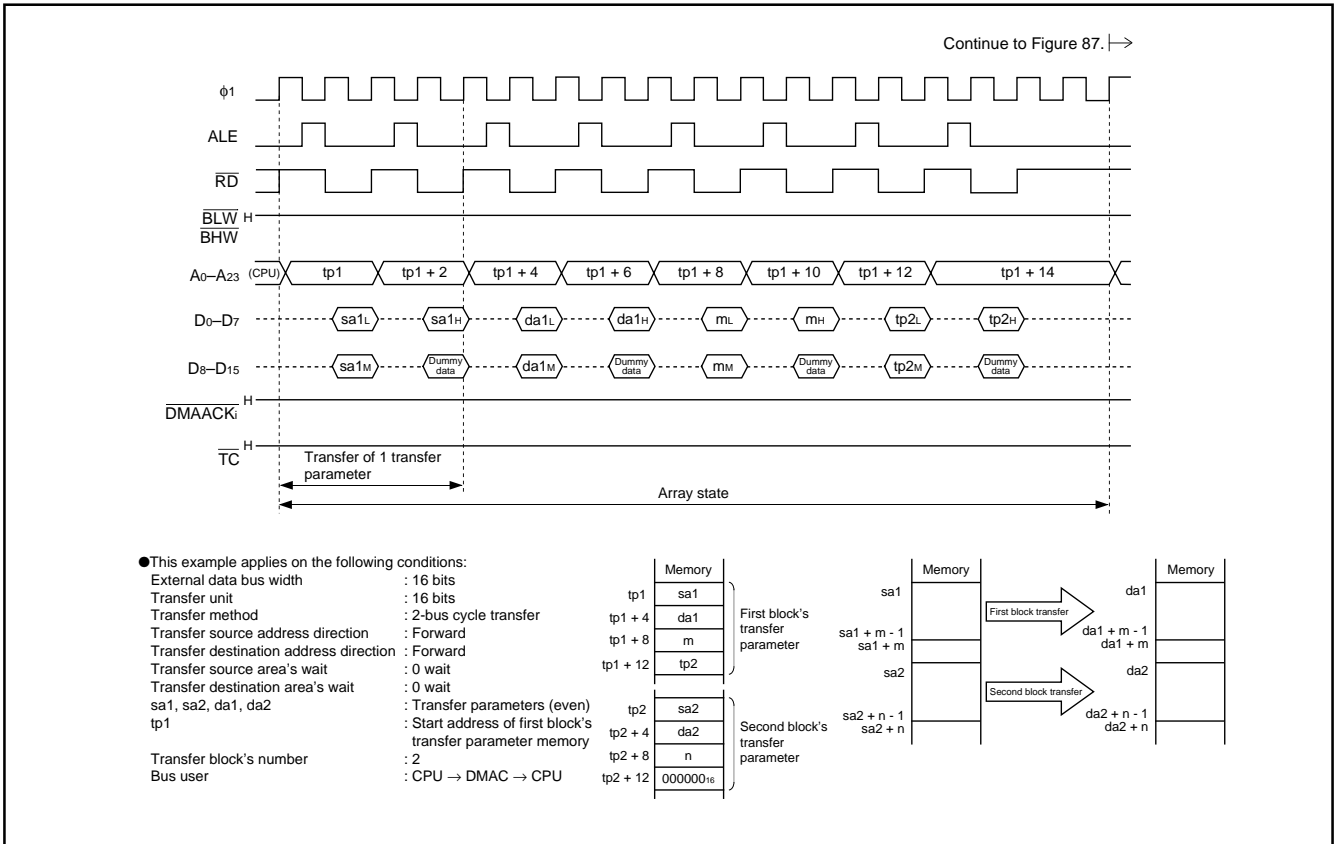 Continue to Figure 87.
ϕ1
ALE
RD
BLW H
BHW
A0–A23 (CPU) tp1 tp1 + 2 tp1 + 4 tp1 + 6 tp1 + 8 tp1 + 10 tp1 + 12 tp1 + 14
D0–D7 sa1L sa1H da1L da1H mL mH tp2L tp2H
D8–D15 sa1M Dummy data da1M Dummy data mM Dummy data tp2M Dummy data
DMAACKi H
TC H
Transfer of 1 transfer
parameter
Array state
●This example applies on the following conditions:
External data bus width : 16 bits
Transfer unit : 16 bits
Transfer method : 2-bus cycle transfer
Transfer source address direction : Forward
Transfer destination address direction : Forward
Transfer source area's wait : 0 wait
Transfer destination area's wait : 0 wait
sa1, sa2, da1, da2 : Transfer parameters (even)
tp1 : Start address of first block's
transfer parameter memory
Transfer block's number : 2
Bus user : CPU → DMAC → CPU
Memory
tp1 sa1
tp1 + 4 da1
tp1 + 8 m
tp1 + 12 tp2
First block's
transfer
parameter
tp2 sa2
tp2 + 4 da2
tp2 + 8 n
tp2 + 12 00000016
Second block's
transfer
parameter
Memory
sa1
sa1 + m - 1
sa1 + m
sa2
sa2 + n - 1
sa2 + n
First block transfer
Second block transfer
Memory
da1
da1 + m - 1
da1 + m
da2
da2 + n - 1
da2 + n